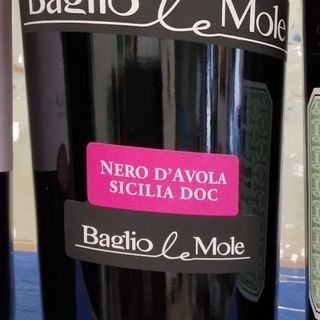 Baglio le Mole
NERO D'AVOLA
SICILIA DOC
Baglio le Mole